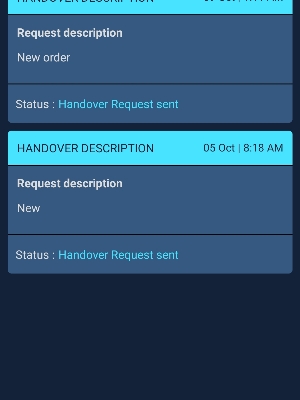 HANDOVER DESCRIPTION
Request description
New order
Status : Handover Request sent
HANDOVER DESCRIPTION 05 Oct | 8:18 AM
Request description
New
Status : Handover Request sent